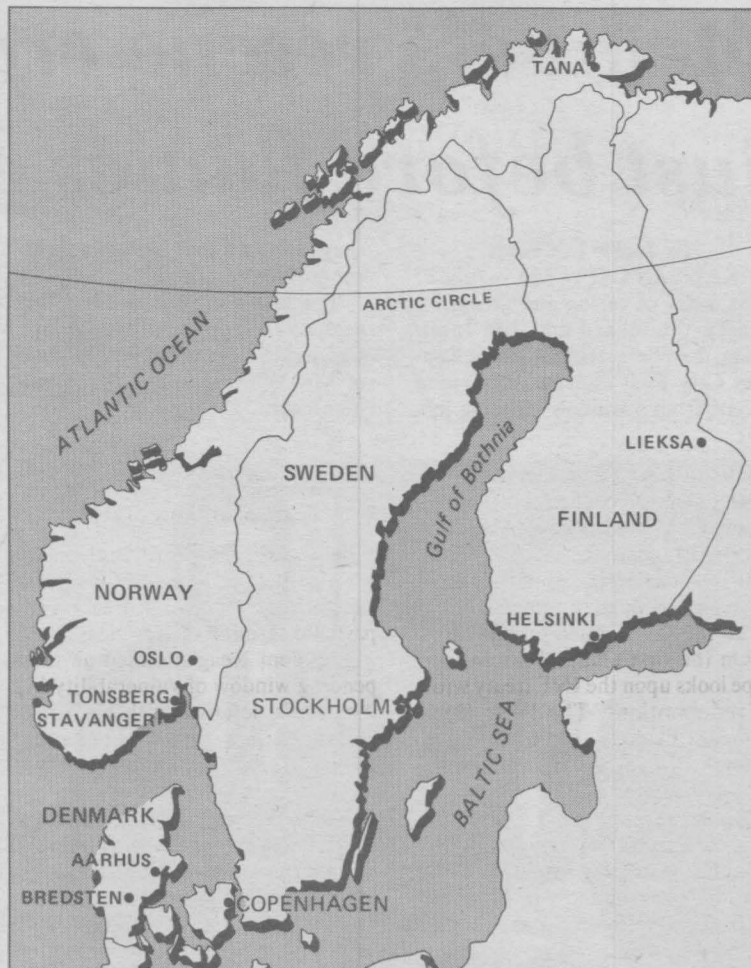 TANA
ARCTIC CIRCLE
ATLANTIC OCEAN
LIEKSA
SWEDEN
Gulf of Bothnia
FINLAND
NORWAY
HELSINKI
OSLO
TONSBERG
STAVANGER
STOCKHOLM
BALTIC SEA
DENMARK
AARHUS
BREDSTEN
COPENHAGEN